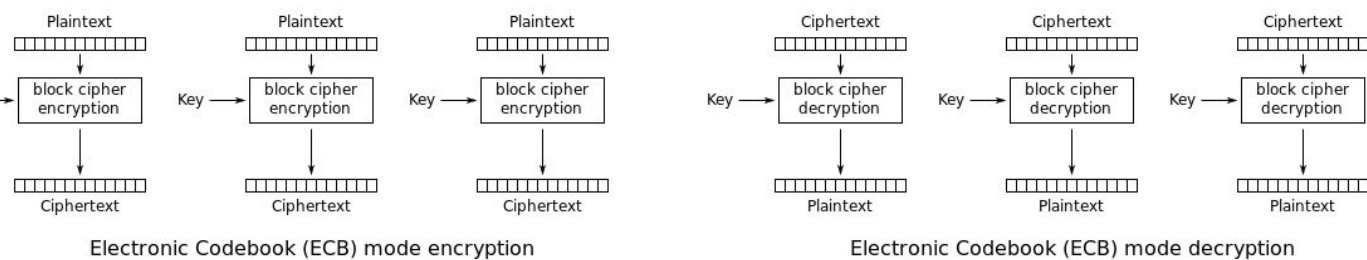 Plaintext Plaintext Plaintext Ciphertext Ciphertext Ciphertext
block cipher block cipher block cipher block cipher block cipher block cipher
Key Key Key Key Key
encryption encryption encryption decryption decryption decryption
Ciphertext Ciphertext Ciphertext Plaintext Plaintext Plaintext
Electronic Codebook (ECB) mode encryption Electronic Codebook (ECB) mode decryption